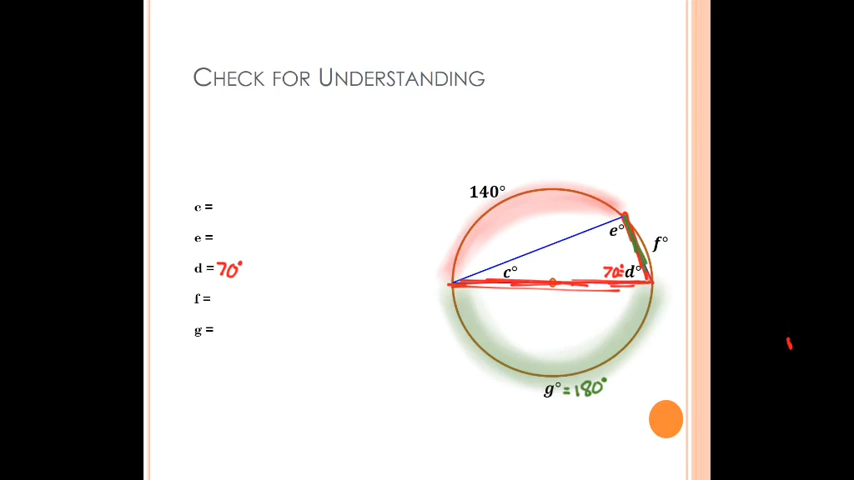 CHECK FOR UNDERSTANDING
140°
c =
e°
f°
e =
c°
70°=d°
d = 70°
f =
g =
g° = 180°